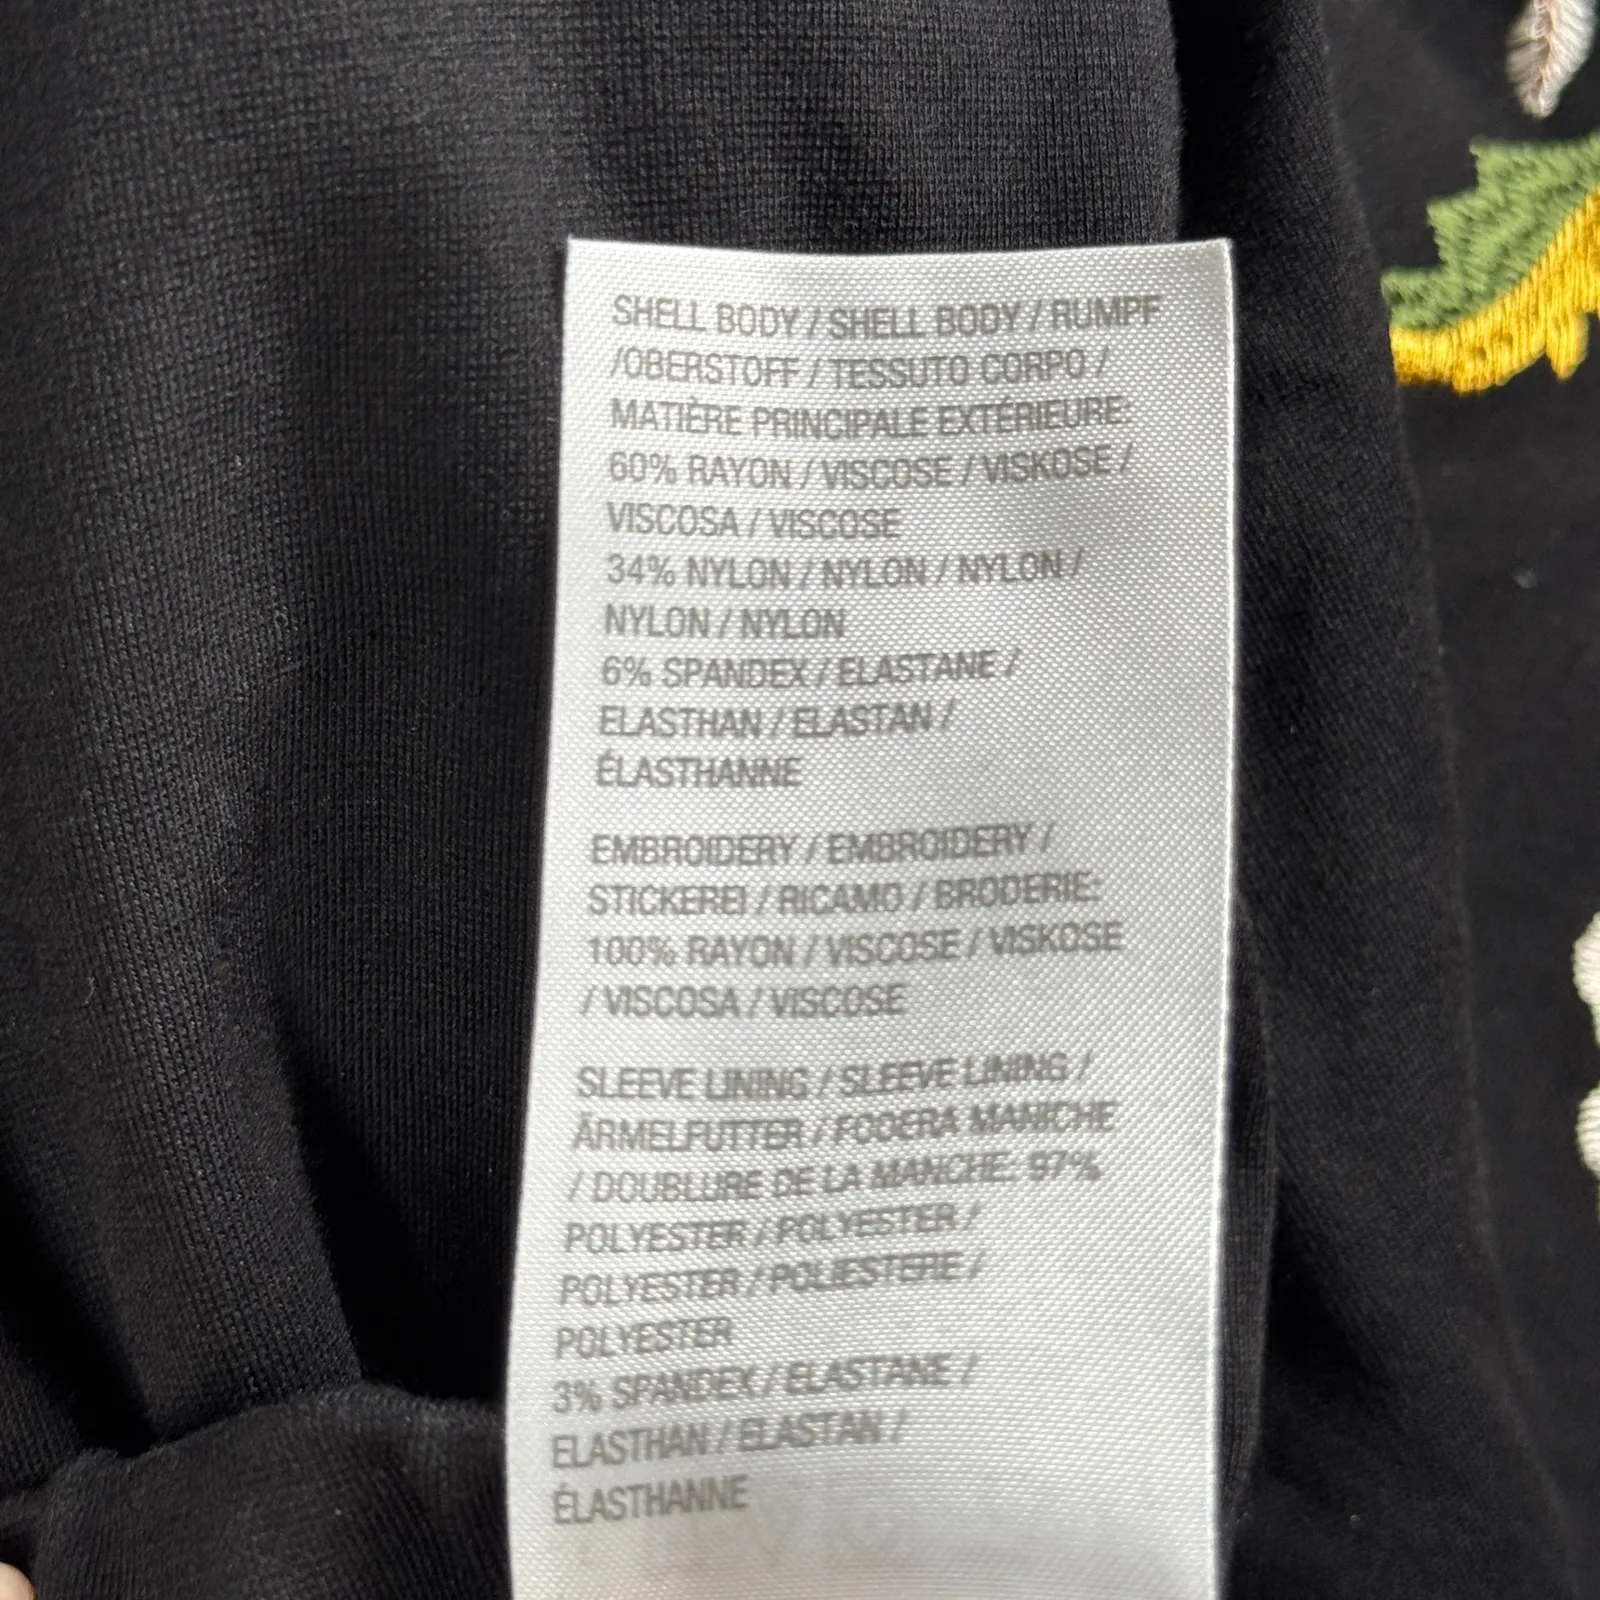 SHELL BODY / SHELL BODY / RUMPF
/OBERSTOFF / TESSUTO CORPO /
MATIÈRE PRINCIPALE EXTÉRIEURE:
60% RAYON / VISCOSE / VISKOSE /
VISCOSA / VISCOSE
34% NYLON / NYLON / NYLON /
NYLON / NYLON
6% SPANDEX / ELASTANE /
ELASTHAN / ELASTAN /
ÉLASTHANNE
EMBROIDERY / EMBROIDERY /
STICKEREI / RICAMO / BRODERIE:
100% RAYON / VISCOSE / VISKOSE
/ VISCOSA / VISCOSE
SLEEVE LINING / SLEEVE LINING /
ÄRMELFUTTER / FODERA MANICHE
/ DOUBLURE DE LA MANCHE: 97%
POLYESTER / POLYESTER /
POLYESTER / POLIESTERE /
POLYESTER
3% SPANDEX / ELASTANE /
ELASTHAN / ELASTAN /
ÉLASTHANNE